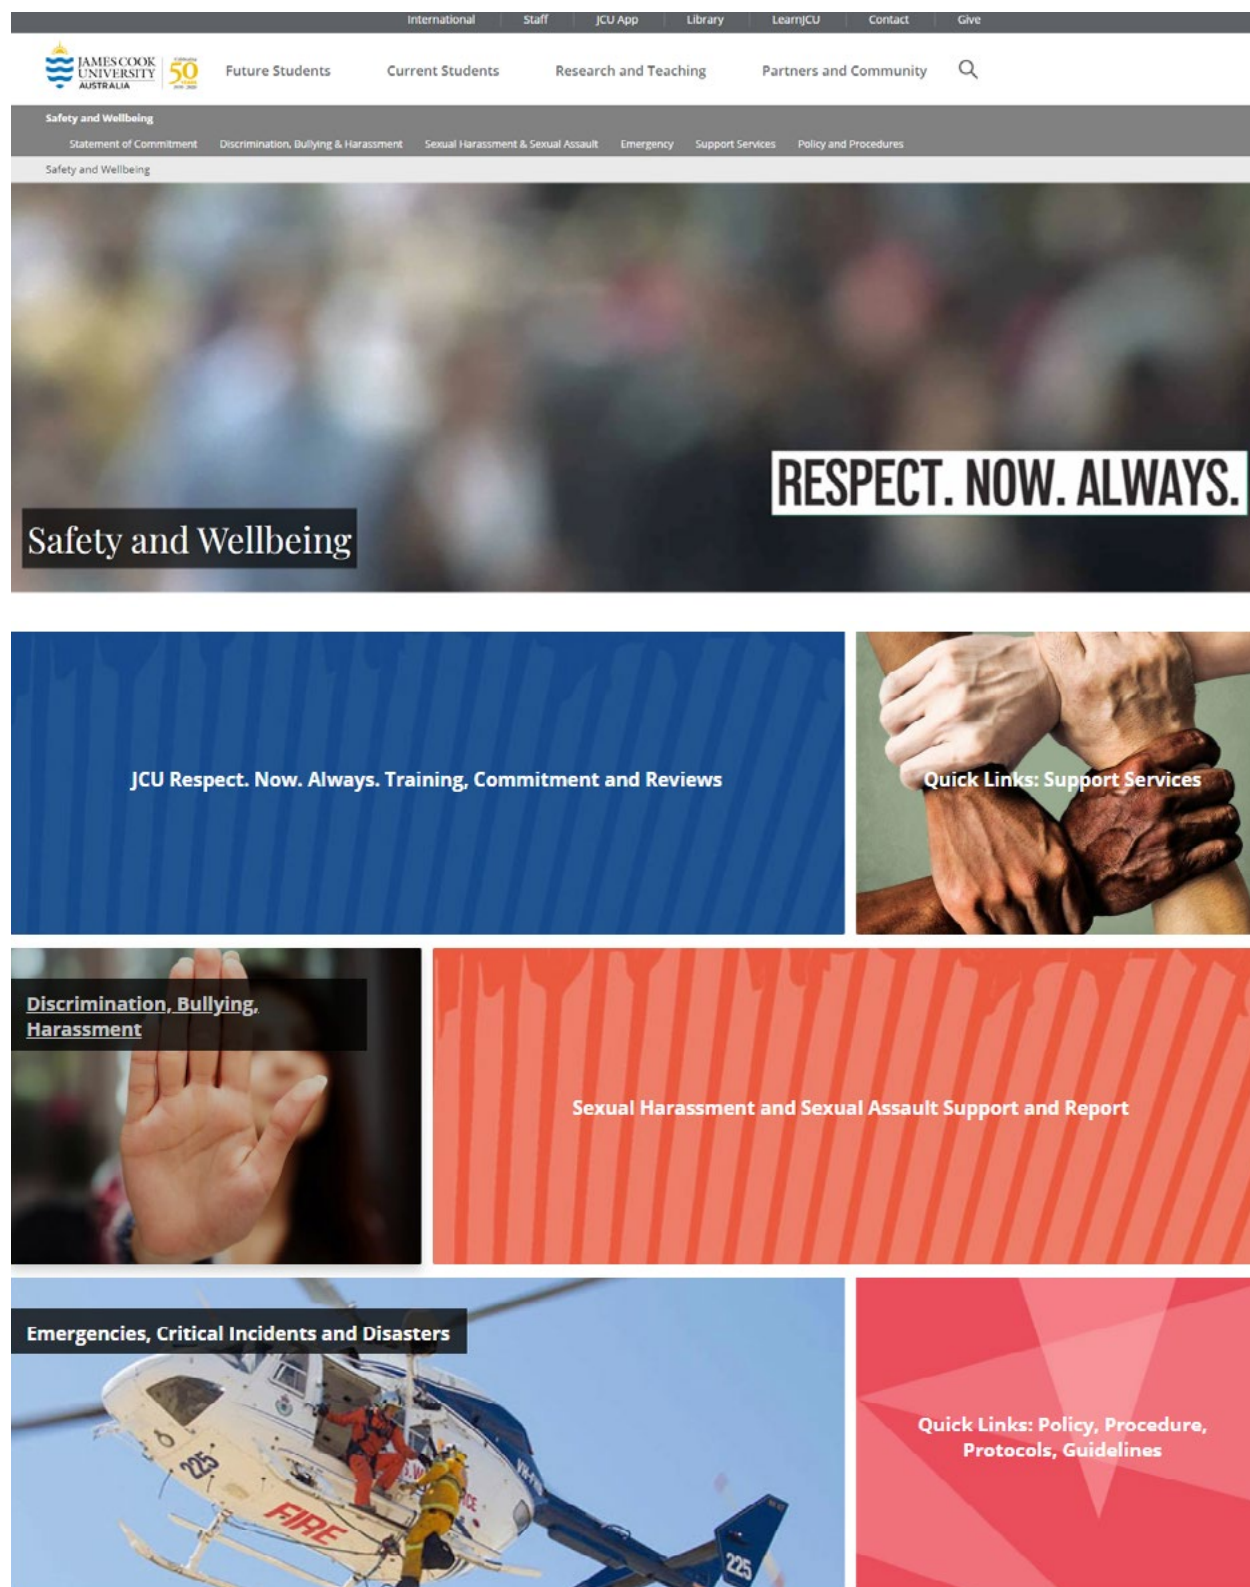 International
Staff
JCU App
Library
LearnJCU
Contact
Give
JAMES COOK
UNIVERSITY
AUSTRALIA
50
Future Students
Current Students
Research and Teaching
Partners and Community
Safety and Wellbeing
Statement of Commitment
Discrimination, Bullying & Harassment
Sexual Harassment & Sexual Assault
Emergency
Support Services
Policy and Procedures
Safety and Wellbeing
RESPECT. NOW. ALWAYS.
Safety and Wellbeing
JCU Respect. Now. Always. Training, Commitment and Reviews
Quick Links: Support Services
Discrimination, Bullying,
Harassment
Sexual Harassment and Sexual Assault Support and Report
Emergencies, Critical Incidents and Disasters
225
FIRE
225
Quick Links: Policy, Procedure,
Protocols, Guidelines